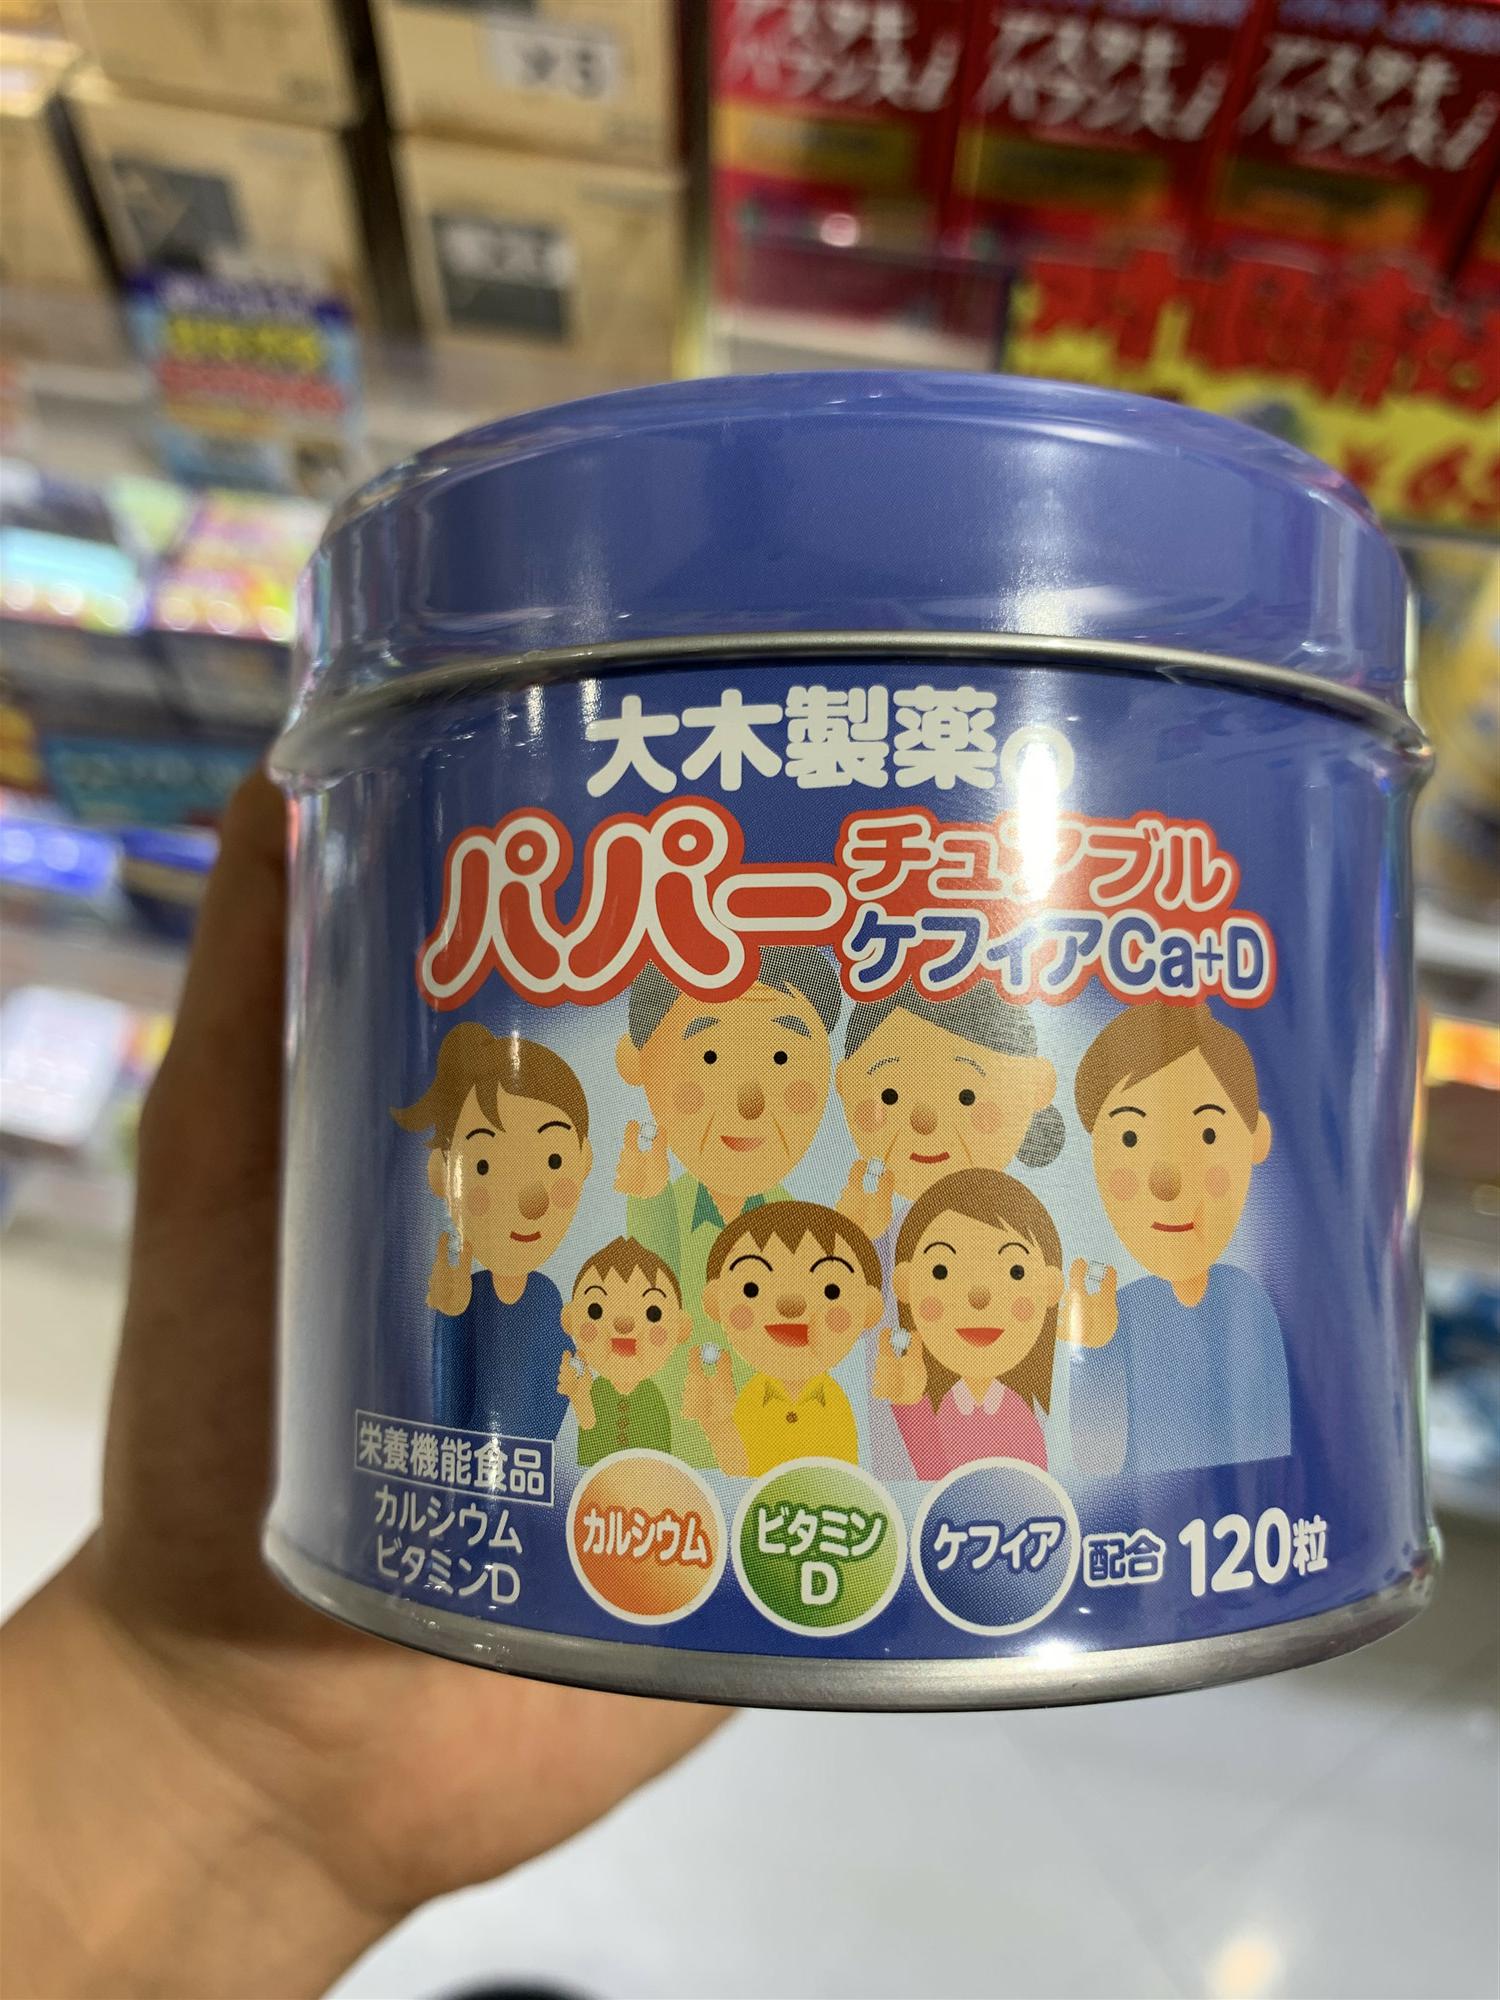 大木製薬の
パパー
チュアブル
ケフィアCa+D
栄養機能食品
カルシウム
ビタミンD
カルシウム
ビタミン
D
ケフィア
配合 120粒